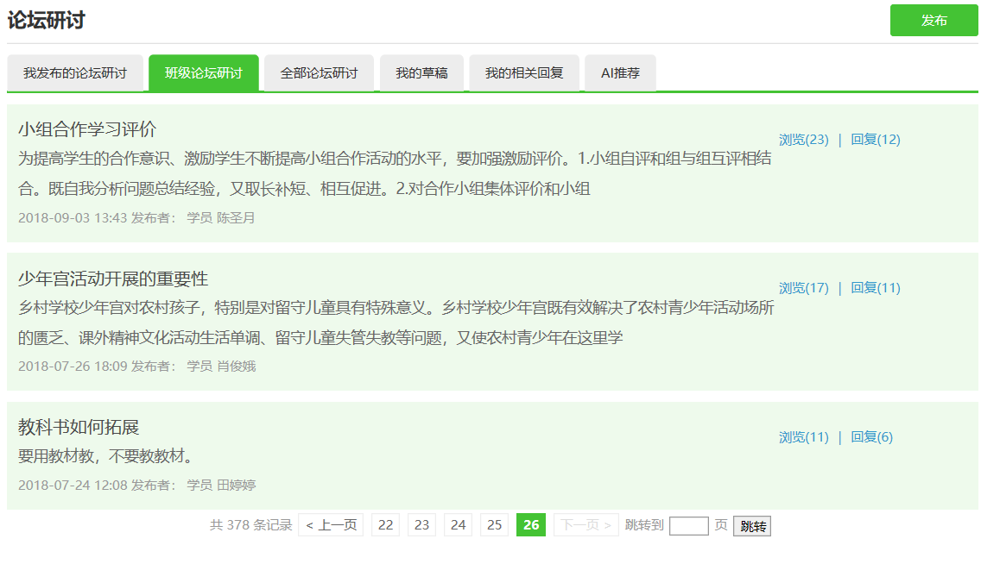 论坛研讨
发布
我发布的论坛研讨 班级论坛研讨 全部论坛研讨 我的草稿 我的相关回复 AI推荐
小组合作学习评价
浏览(23) | 回复(12)
为提高学生的合作意识、激励学生不断提高小组合作活动的水平，要加强激励评价。1.小组自评和组与组互评相结
合。既自我分析问题总结经验，又取长补短、相互促进。2.对合作小组集体评价和小组
2018-09-03 13:43 发布者： 学员 陈圣月
少年宫活动开展的重要性
浏览(17) | 回复(11)
乡村学校少年宫对农村孩子，特别是对留守儿童具有特殊意义。乡村学校少年宫既有效解决了农村青少年活动场所
的匮乏、课外精神文化活动生活单调、留守儿童失管失教等问题，又使农村青少年在这里学
2018-07-26 18:09 发布者： 学员 肖俊娥
教科书如何拓展
浏览(11) | 回复(6)
要用教材教，不要教教材。
2018-07-24 12:08 发布者： 学员 田婷婷
共 378 条记录 < 上一页 22 23 24 25 26 下一页 > 跳转到 页 跳转